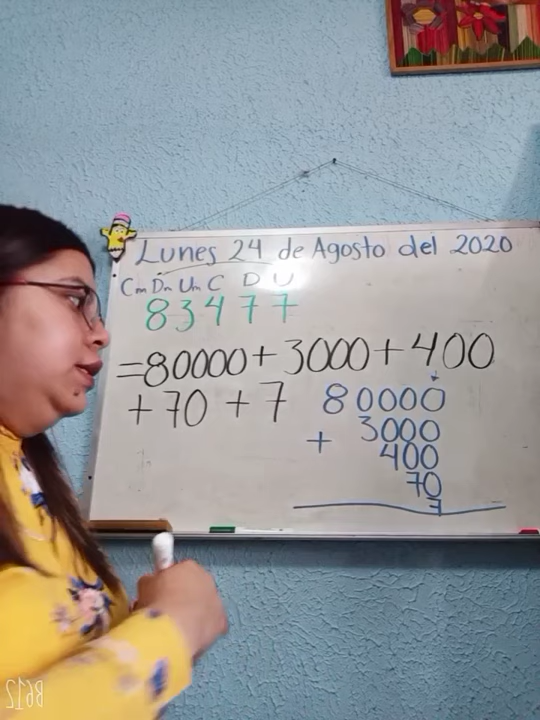 Lunes 24 de Agosto del 2020
Cm Dm Um C D U
83477
=80000+3000+400
+70+7
80000
+ 3000
400
70
7
B612